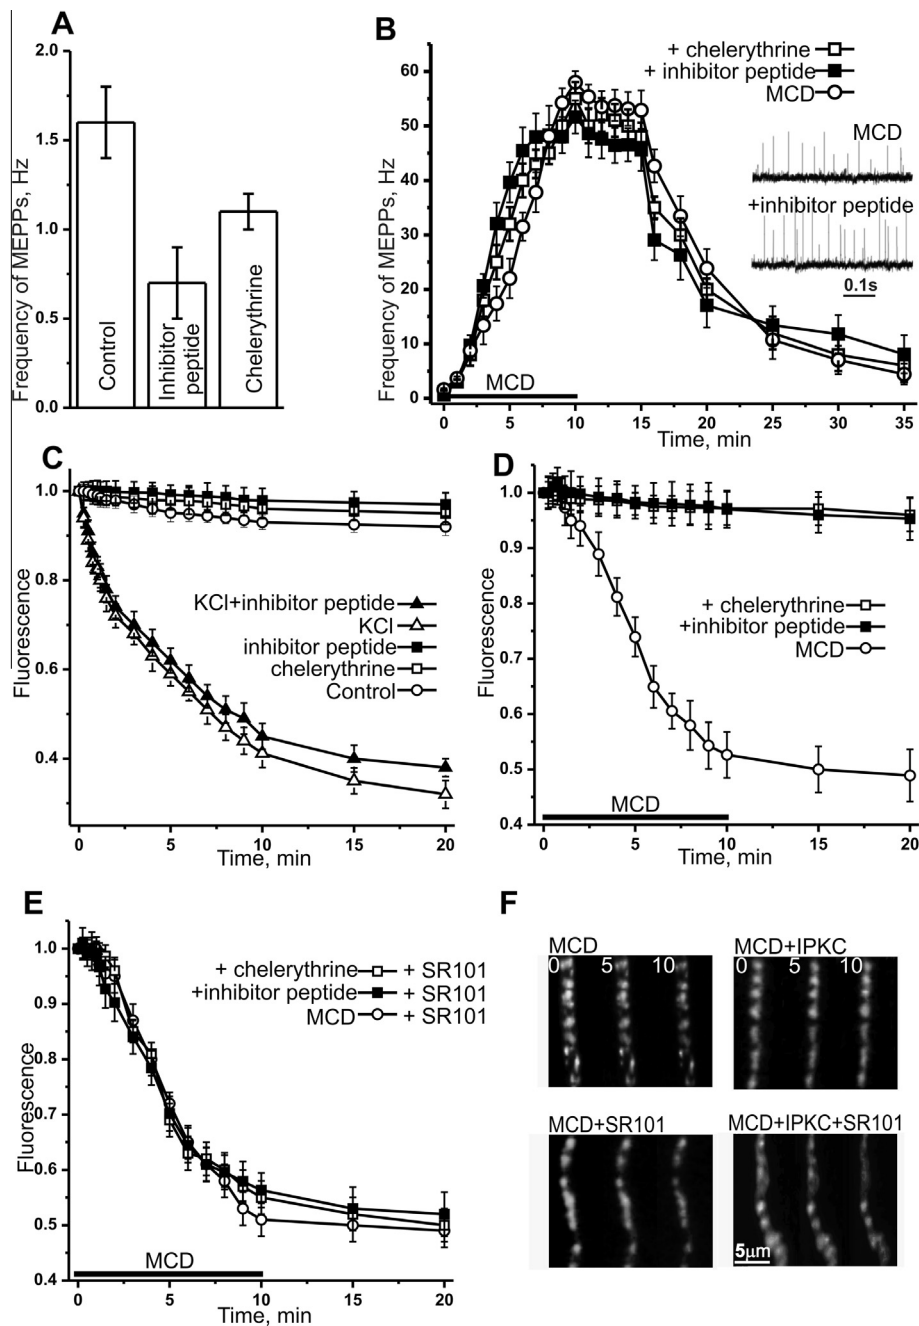 A
Frequency of MEPPs, Hz
2.0
1.5
1.0
0.5
0.0
Control
Inhibitor
peptide
Chelerythrine
B
Frequency of MEPPs, Hz
60
50
40
30
20
10
0
+ chelerythrine
+ inhibitor peptide
MCD
MCD
+inhibitor peptide
0.1s
MCD
0 5 10 15 20 25 30 35
Time, min
C
Fluorescence
1.0
0.8
0.6
0.4
KCl+inhibitor peptide
KCl
inhibitor peptide
chelerythrine
Control
0 5 10 15 20
Time, min
D
Fluorescence
1.0
0.9
0.8
0.7
0.6
0.5
0.4
+ chelerythrine
+inhibitor peptide
MCD
MCD
0 5 10 15 20
Time, min
E
Fluorescence
1.0
0.9
0.8
0.7
0.6
0.5
0.4
+ chelerythrine + SR101
+inhibitor peptide + SR101
MCD + SR101
MCD
0 5 10 15 20
Time, min
F
MCD
0 5 10
MCD+IPKC
0 5 10
MCD+SR101
MCD+IPKC+SR101
5µm